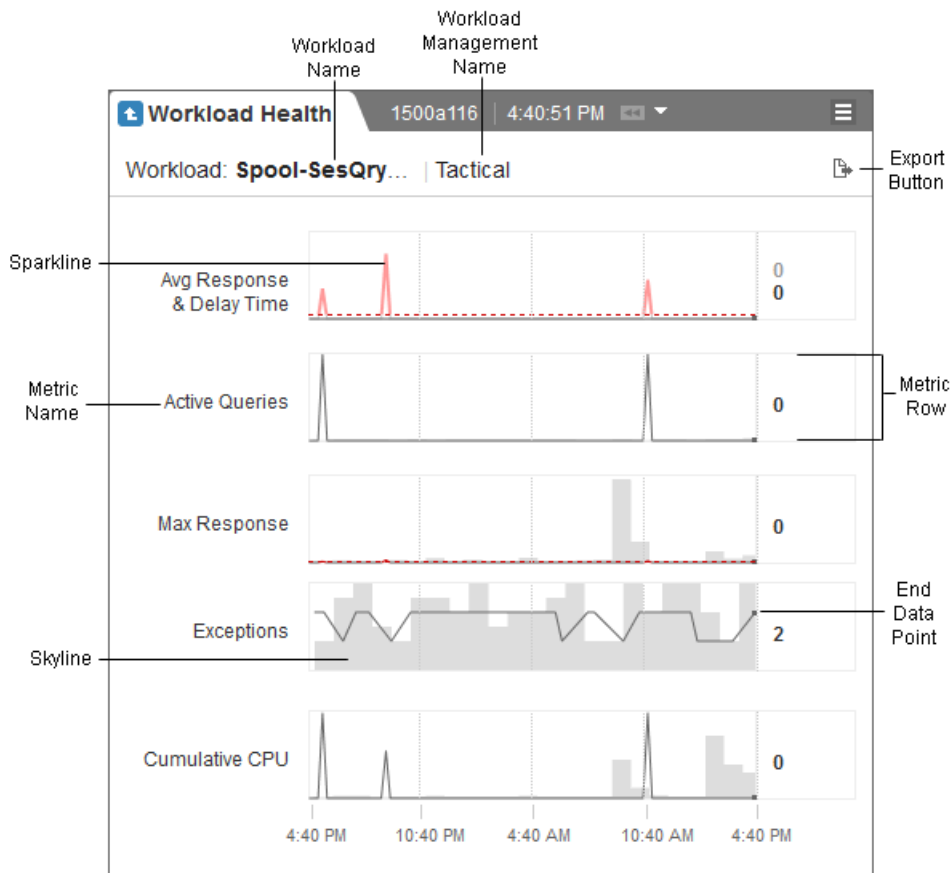 Workload
Management
Name
Workload
Name
Workload Health
1500a116
4:40:51 PM
Workload: Spool-SesQry... Tactical
Export
Button
Sparkline
Avg Response
& Delay Time
0
0
Metric
Name
Active Queries
0
Metric
Row
Max Response
0
Exceptions
2
End
Data
Point
Skyline
Cumulative CPU
0
4:40 PM
10:40 PM
4:40 AM
10:40 AM
4:40 PM